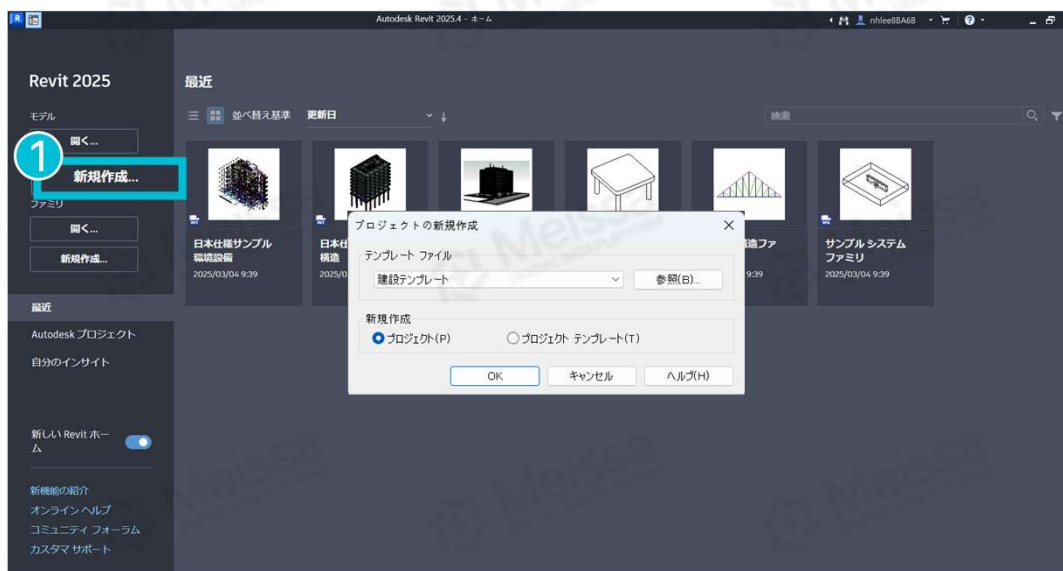 R
Autodesk Revit 2025.4 - ホーム
nhlee8BA68
Revit 2025
モデル
開く...
1
新規作成...
ファミリ
開く...
新規作成...
最近
Autodesk プロジェクト
自分のインサイト
新しい Revit ホー
ム
新機能の紹介
オンライン ヘルプ
コミュニティ フォーラム
カスタマ サポート
最近
並べ替え基準 更新日
検索
日本仕様サンプル
環境設備
2025/03/04 9:39
日本仕
構造
2025/0
構造ファ
9:39
サンプル システム
ファミリ
2025/03/04 9:39
プロジェクトの新規作成
テンプレート ファイル
建設テンプレート
参照(B)...
新規作成
プロジェクト(P)
プロジェクト テンプレート(T)
OK
キャンセル
ヘルプ(H)
Meissa
Meissa
Meissa
Meissa
Meissa